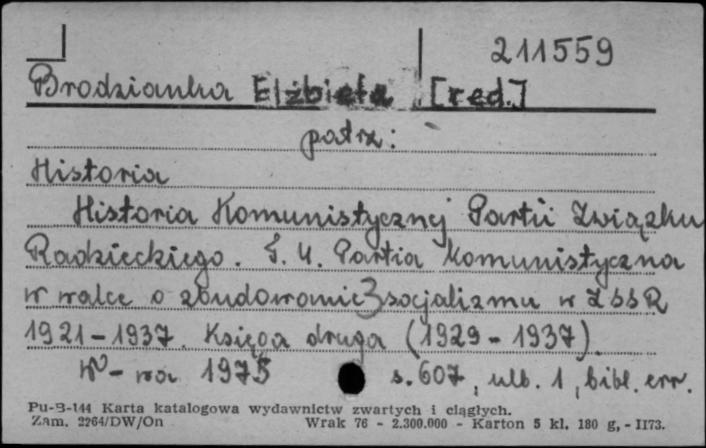 211559
Brodzianka Elżbieta [red.]
patrz:
Historia
Historia Komunistycznej Partii Związku
Radzieckiego. T. 4. Partia komunistyczna
w walce o zbudowanie socjalizmu w ZSSR
1921-1937. Księga druga (1929-1937).
W-wa 1975 s. 607, ulb. 1, bibl. err.
Pu-B-144 Karta katalogowa wydawnictw zwartych i ciągłych.
Zam. 2264/DW/On Wrak 76 - 2.300.000 - Karton 5 kl. 180 g, - II73.